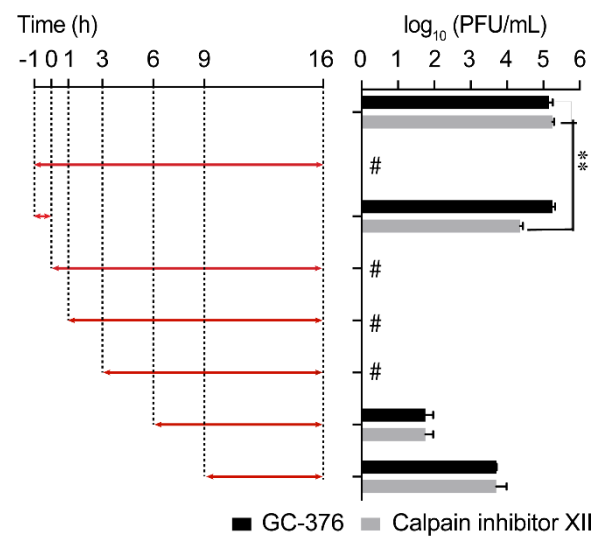 Time (h) log₁₀ (PFU/mL)
-1 0 1 3 6 9 16 0 1 2 3 4 5 6
**
#
#
#
#
GC-376 Calpain inhibitor XII